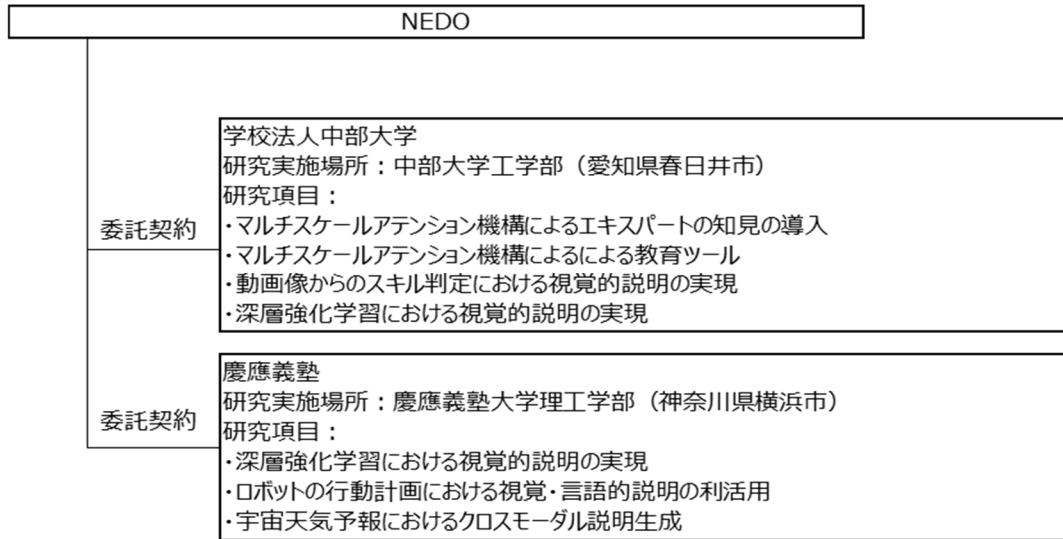 NEDO
委託契約
学校法人中部大学
研究実施場所：中部大学工学部（愛知県春日井市）
研究項目：
・マルチスケールアテンション機構によるエキスパートの知見の導入
・マルチスケールアテンション機構によるによる教育ツール
・動画像からのスキル判定における視覚的説明の実現
・深層強化学習における視覚的説明の実現
委託契約
慶應義塾
研究実施場所：慶應義塾大学理工学部（神奈川県横浜市）
研究項目：
・深層強化学習における視覚的説明の実現
・ロボットの行動計画における視覚・言語的説明の利活用
・宇宙天気予報におけるクロスモーダル説明生成